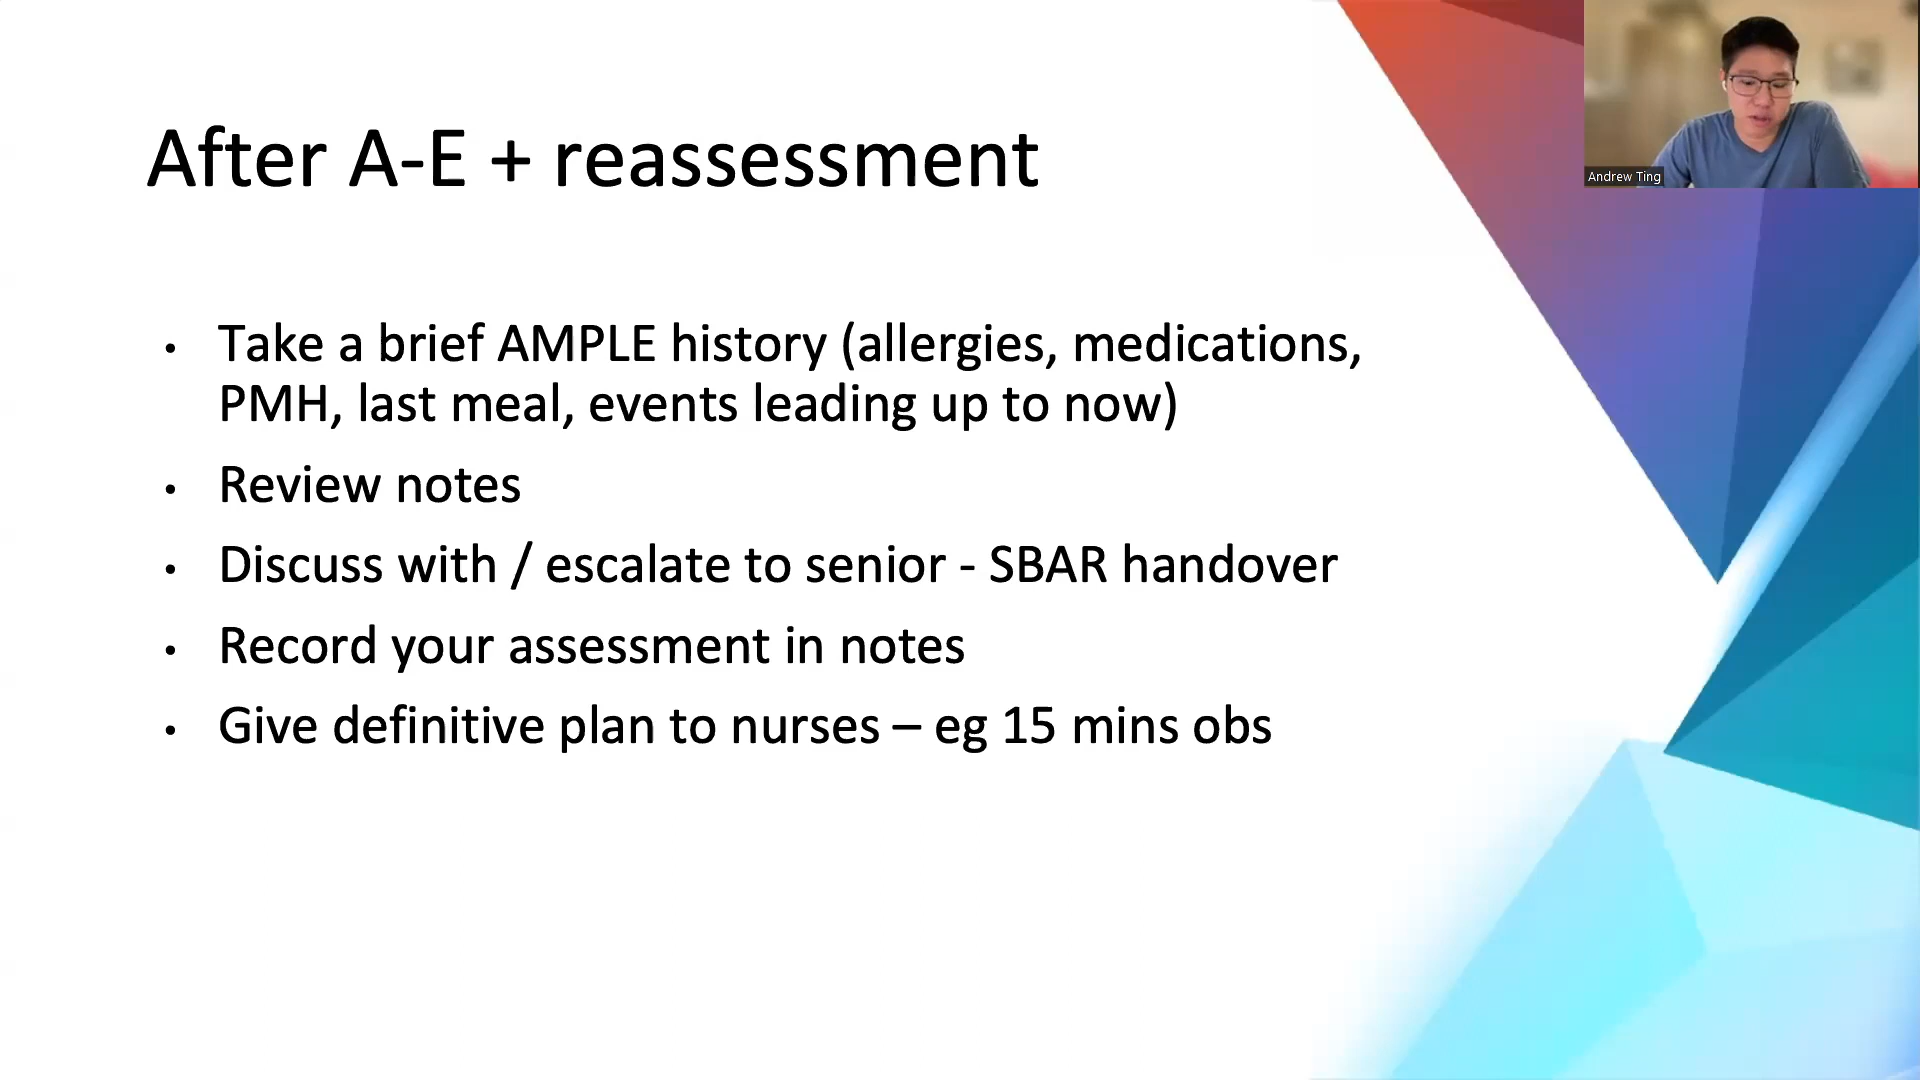 After A-E + reassessment
• Take a brief AMPLE history (allergies, medications,
PMH, last meal, events leading up to now)
• Review notes
• Discuss with / escalate to senior - SBAR handover
• Record your assessment in notes
• Give definitive plan to nurses – eg 15 mins obs
Andrew Ting